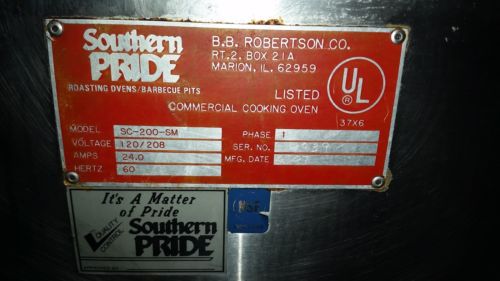 Southern
PRIDE
ROASTING OVENS/BARBECUE PITS
B.B. ROBERTSON CO.
RT.2, BOX 21A
MARION, IL. 62959
UL
®
LISTED
COMMERCIAL COOKING OVEN
37X6
MODEL SC-200-SM PHASE 1
VOLTAGE 120/208 SER. NO.
AMPS 24.0 MFG. DATE
HERTZ 60
It's A Matter
of Pride
QUALITY
CONTROL
Southern
PRIDE
NSF